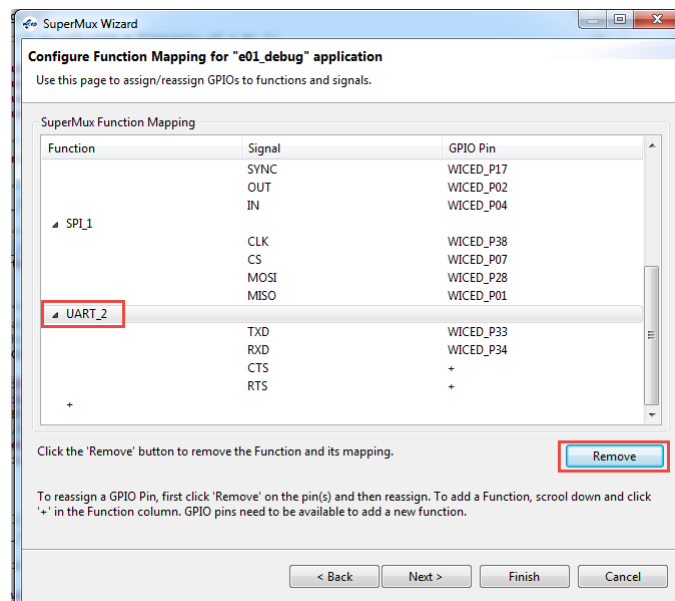 SuperMux Wizard
Configure Function Mapping for "e01_debug" application
Use this page to assign/reassign GPIOs to functions and signals.
SuperMux Function Mapping
Function Signal GPIO Pin
SYNC WICED_P17
OUT WICED_P02
IN WICED_P04
SPI_1
CLK WICED_P38
CS WICED_P07
MOSI WICED_P28
MISO WICED_P01
UART_2
TXD WICED_P33
RXD WICED_P34
CTS +
RTS +
+
Click the 'Remove' button to remove the Function and its mapping.
Remove
To reassign a GPIO Pin, first click 'Remove' on the pin(s) and then reassign. To add a Function, scrool down and click
'+' in the Function column. GPIO pins need to be available to add a new function.
< Back Next > Finish Cancel